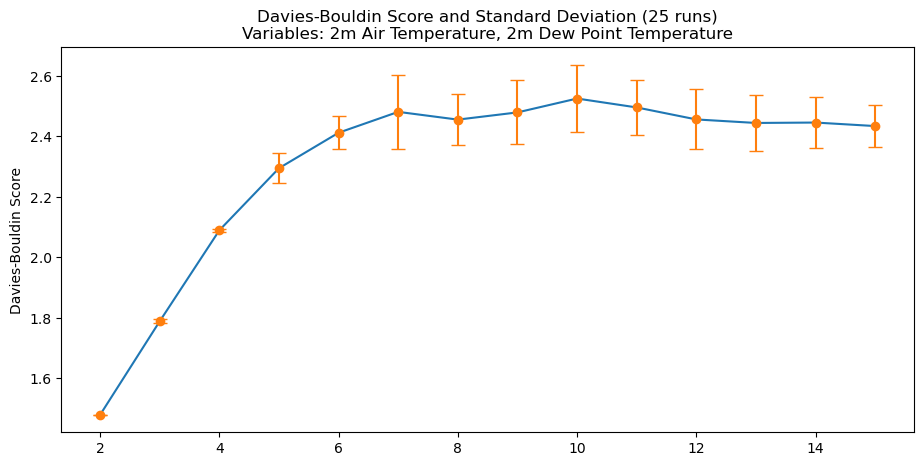 Davies-Bouldin Score and Standard Deviation (25 runs)
Variables: 2m Air Temperature, 2m Dew Point Temperature
Davies-Bouldin Score
2.6
2.4
2.2
2.0
1.8
1.6
2 4 6 8 10 12 14